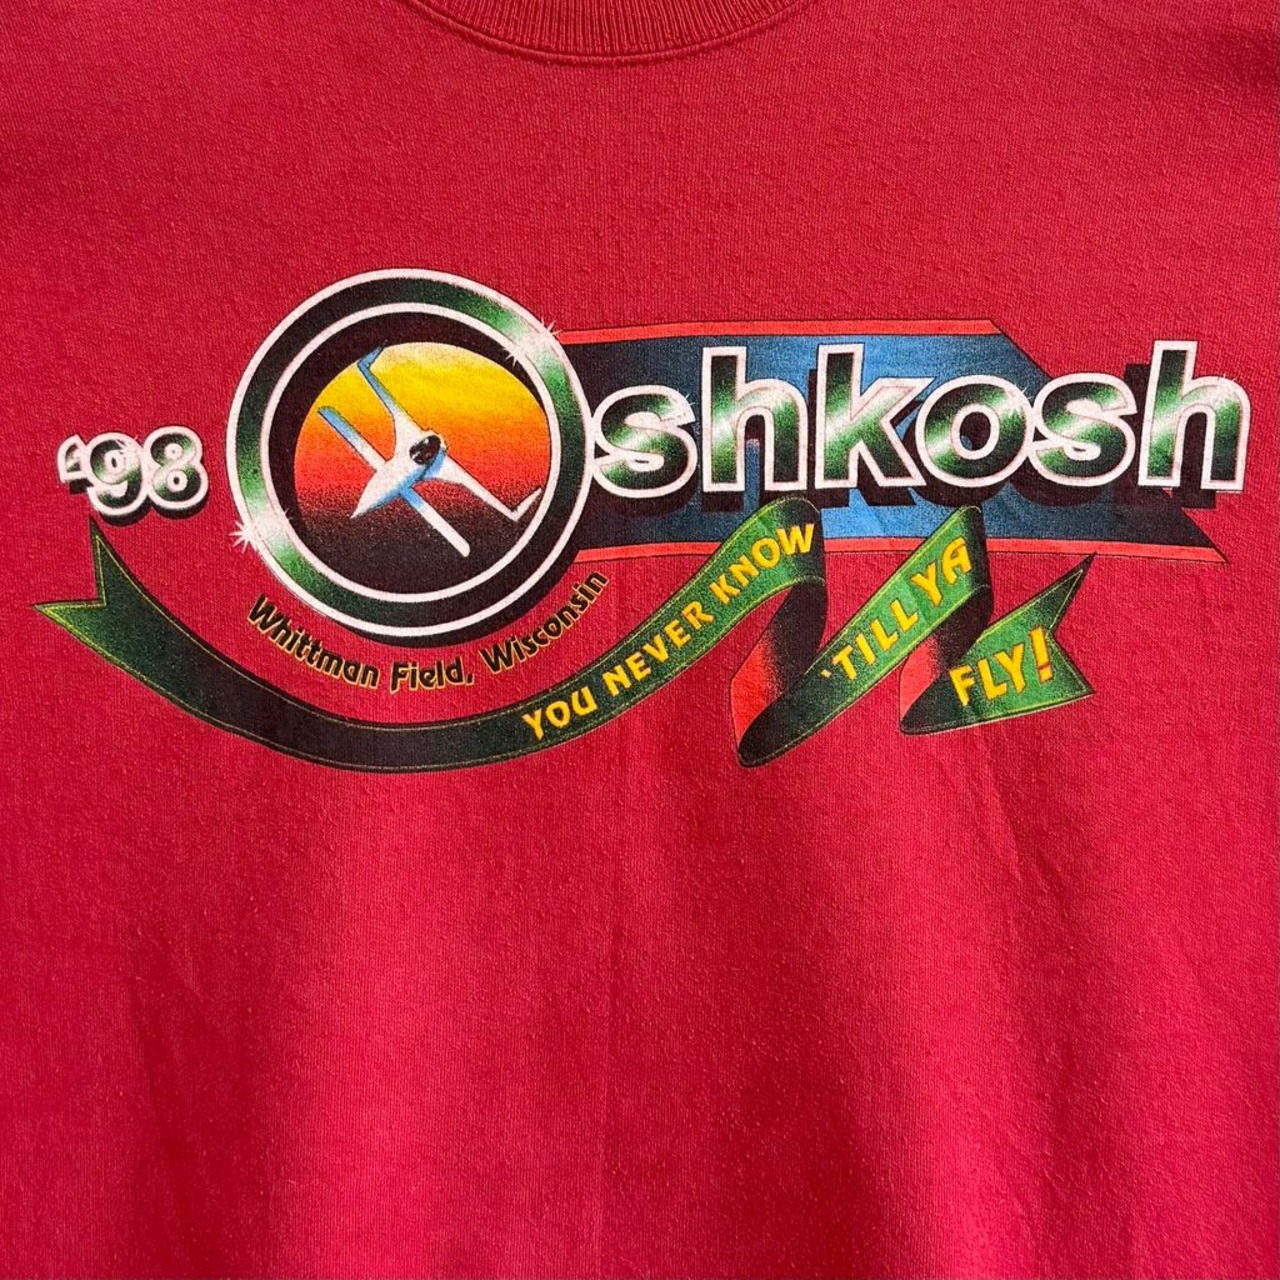 '98 Oshkosh
Whittman Field, Wisconsin
YOU NEVER KNOW
'TILL YA
FLY!